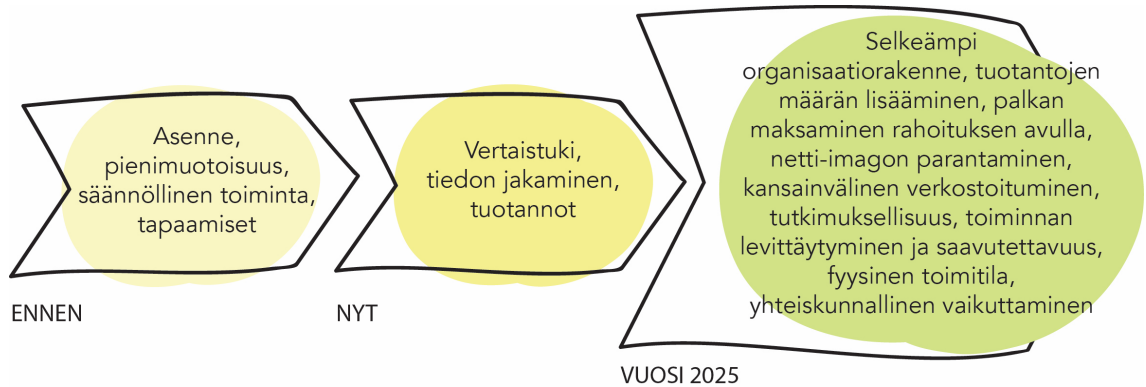 Asenne,
pienimuotoisuus,
säännöllinen toiminta,
tapaamiset
ENNEN
Vertaistuki,
tiedon jakaminen,
tuotannot
NYT
Selkeämpi
organisaatiorakenne, tuotantojen
määrän lisääminen, palkan
maksaminen rahoituksen avulla,
netti-imagon parantaminen,
kansainvälinen verkostoituminen,
tutkimuksellisuus, toiminnan
levittäytyminen ja saavutettavuus,
fyysinen toimitila,
yhteiskunnallinen vaikuttaminen
VUOSI 2025